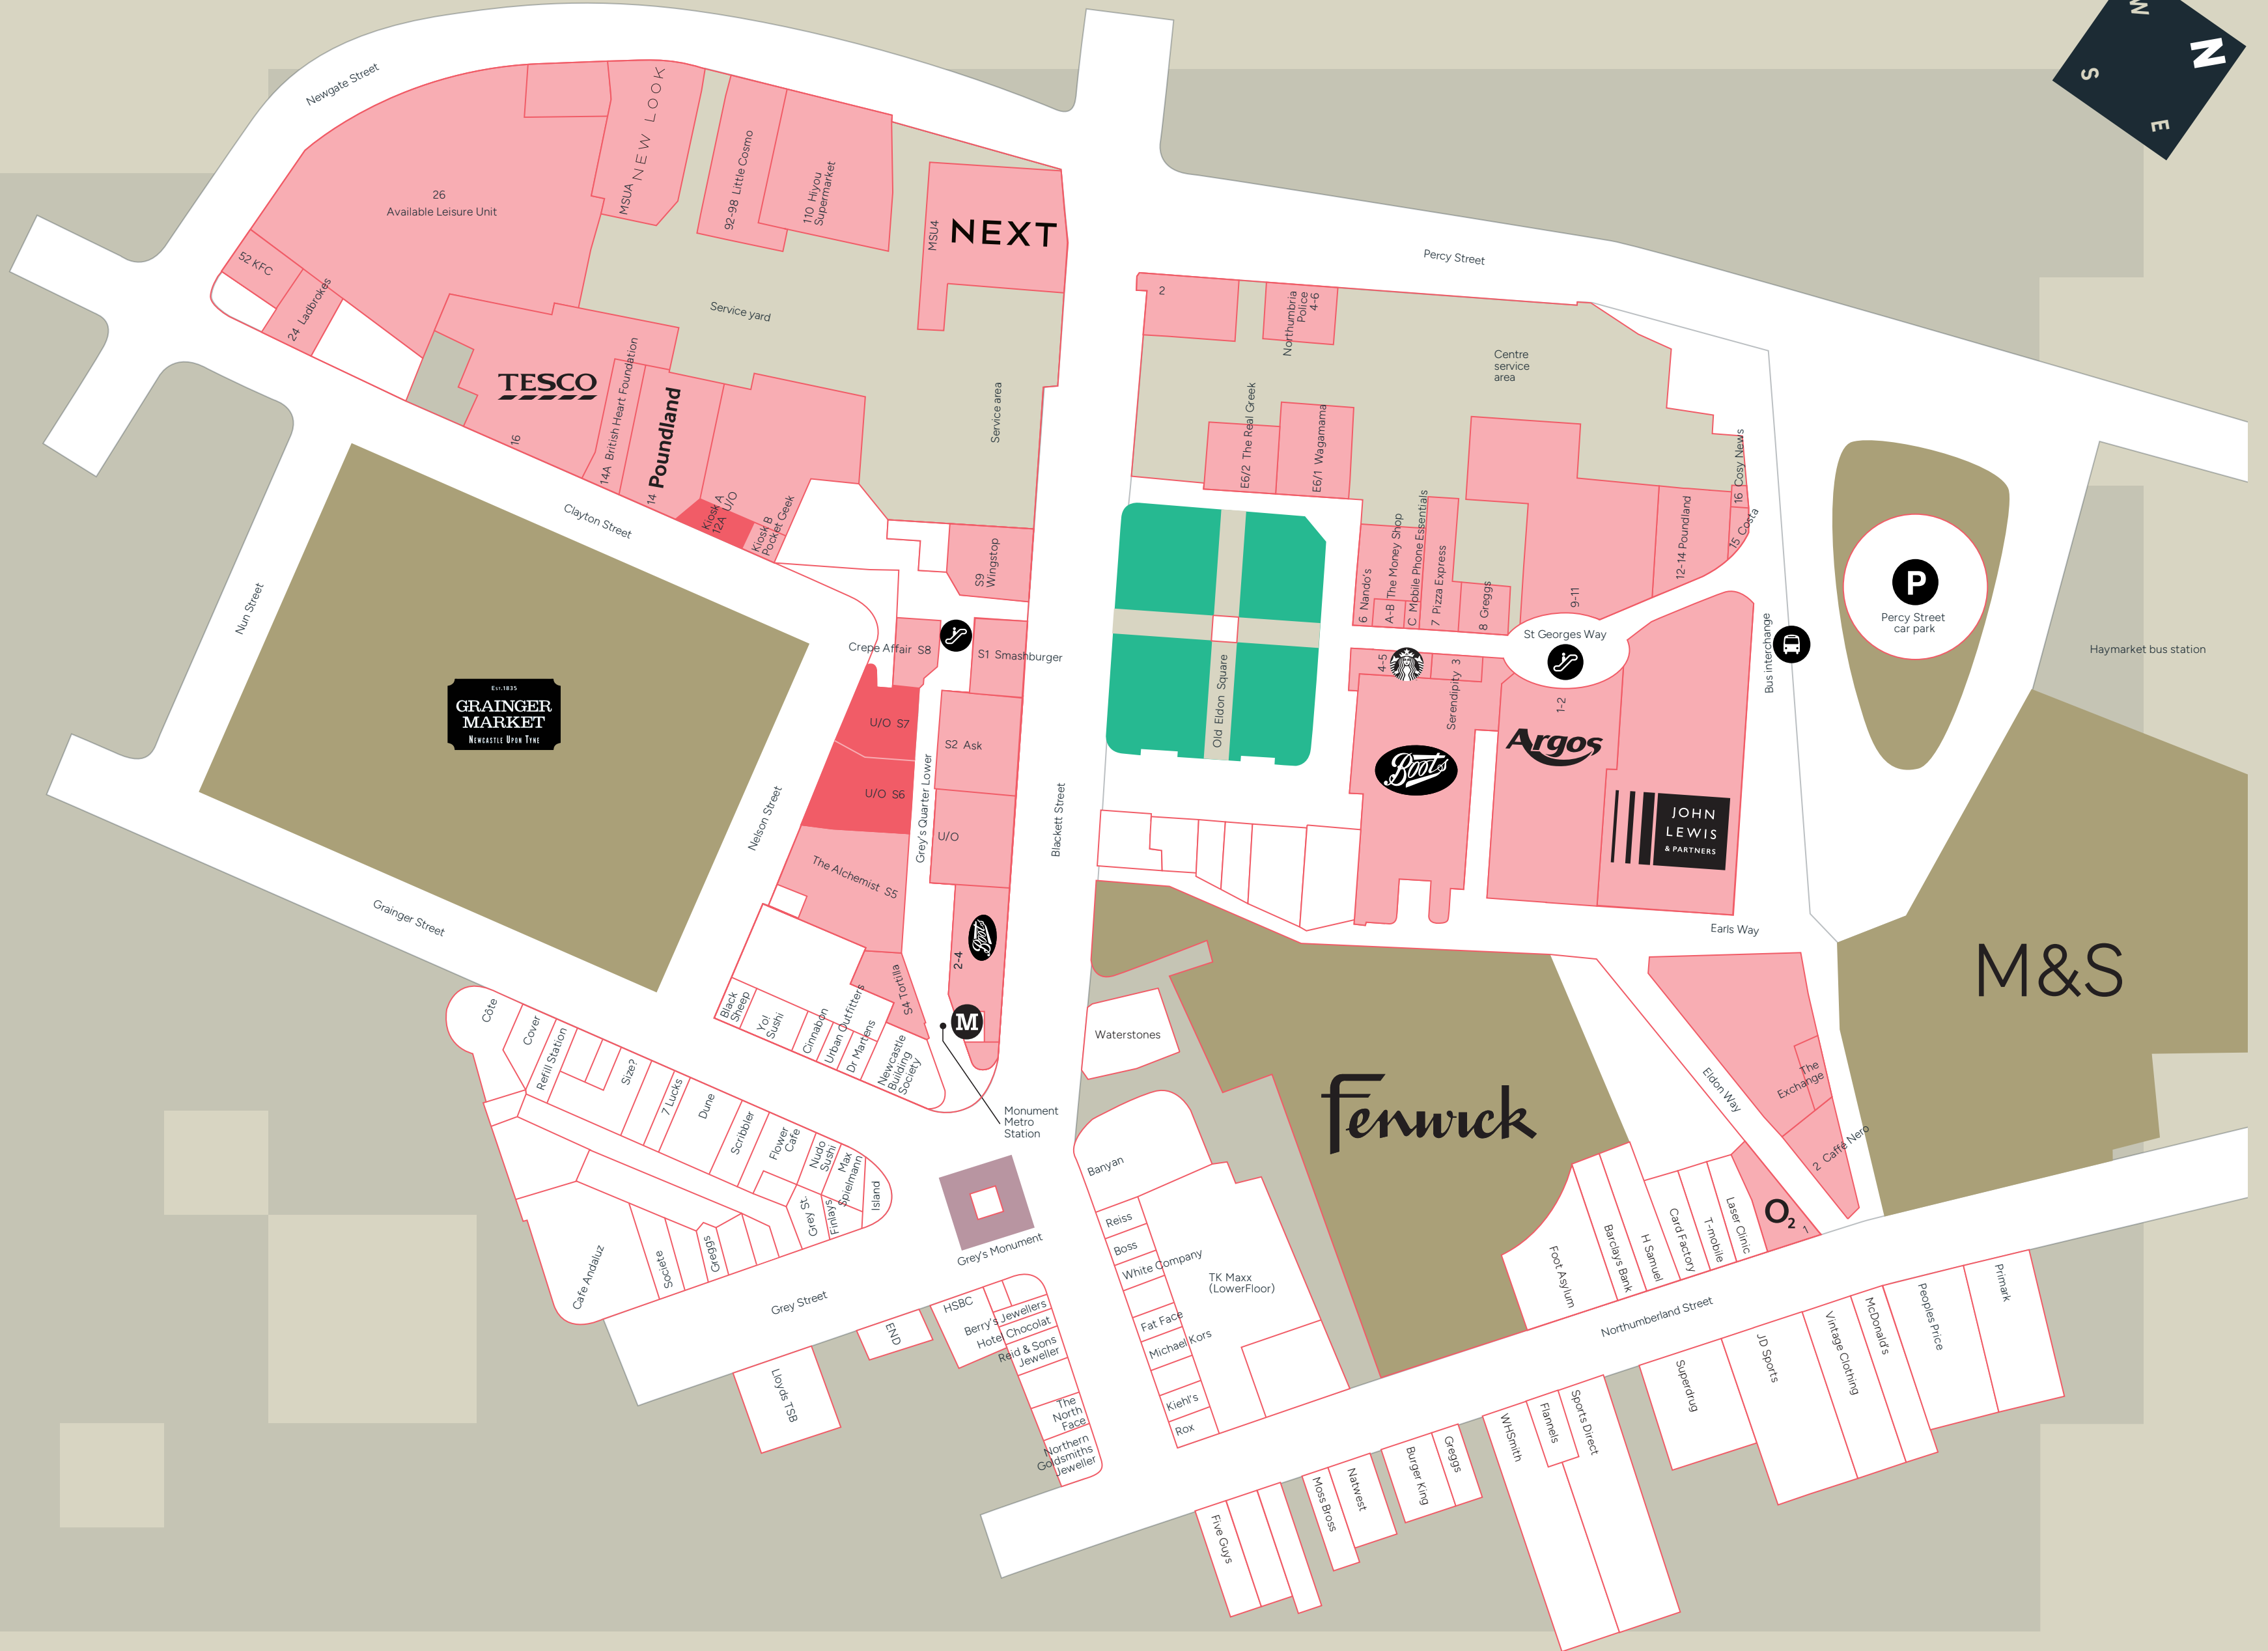 W
N
S
E
Newgate Street
MSUA NEW LOOK
92-98 Little Cosmo
110 Hiyou
Supermarket
MSU4
NEXT
26
Available Leisure Unit
52 KFC
24 Ladbrokes
Service yard
Service area
TESCO
16
14A British Heart Foundation
14 Poundland
Kiosk A
12A U/O
Kiosk B
Pocket Geek
S9
Wingstop
Clayton Street
Nun Street
EST.1835
GRAINGER
MARKET
NEWCASTLE UPON TYNE
Crepe Affair S8
S1 Smashburger
U/O S7
S2 Ask
U/O S6
U/O
Grey's Quarter Lower
Nelson Street
The Alchemist S5
Blackett Street
2-4
Boots
S4 Tortilla
M
Monument
Metro
Station
Black
Sheep
Yo!
Sushi
Cinnabon
Urban Outfitters
Dr Martens
Newcastle
Building
Society
Grainger Street
Côte
Cover
Refill Station
Size?
7 Lucks
Dune
Scribbler
Flower
Cafe
Nudo
Sushi
Max
Spielmann
Island
Grey St.
Finlays
Cafe Andaluz
Societe
Greggs
Grey's Monument
Grey Street
Lloyds TSB
END
HSBC
Berry's Jewellers
Hotel Chocolat
Reid & Sons
Jeweller
The
North
Face
Northern
Goldsmiths
Jeweller
Percy Street
2
Northumbria
Police
4-6
Centre
service
area
E6/2 The Real Greek
E6/1 Wagamama
6 Nando's
A-B The Money Shop
C Mobile Phone Essentials
7 Pizza Express
8 Greggs
9-11
12-14 Poundland
16 Cosy News
15 Costa
St Georges Way
Old Eldon Square
4-5
Serendipity 3
1-2
Boots
Argos
JOHN
LEWIS
& PARTNERS
Bus interchange
P
Percy Street
car park
Haymarket bus station
Earls Way
M&S
Waterstones
Fenwick
Eldon Way
The
Exchange
2 Caffè Nero
O2
1
Banyan
Reiss
Boss
White Company
Fat Face
Michael Kors
Kiehl's
Rox
TK Maxx
(LowerFloor)
Foot Asylum
Barclays Bank
H Samuel
Card Factory
T-mobile
Laser Clinic
Northumberland Street
Five Guys
Moss Bross
Natwest
Burger King
Greggs
WHSmith
Flannels
Sports Direct
Superdrug
JD Sports
Vintage Clothing
McDonald's
Peoples Price
Primark